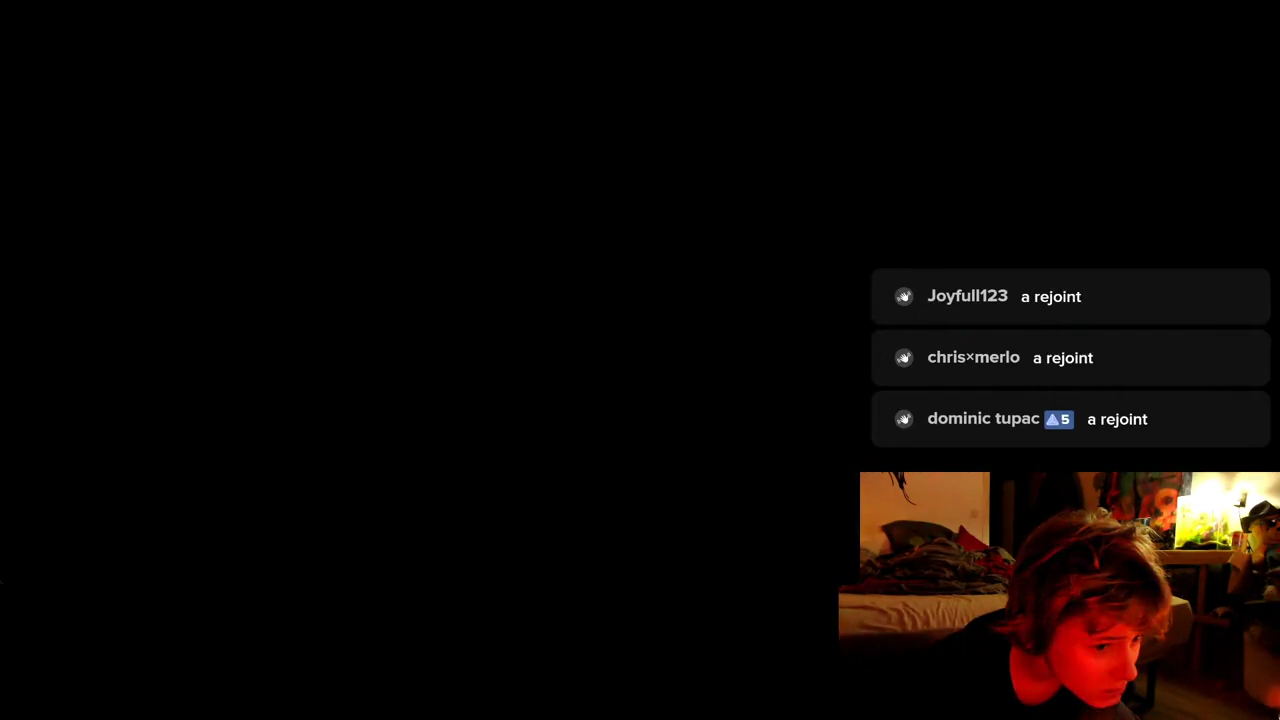 Joyfull123 a rejoint
chris×merlo a rejoint
dominic tupac 5 a rejoint